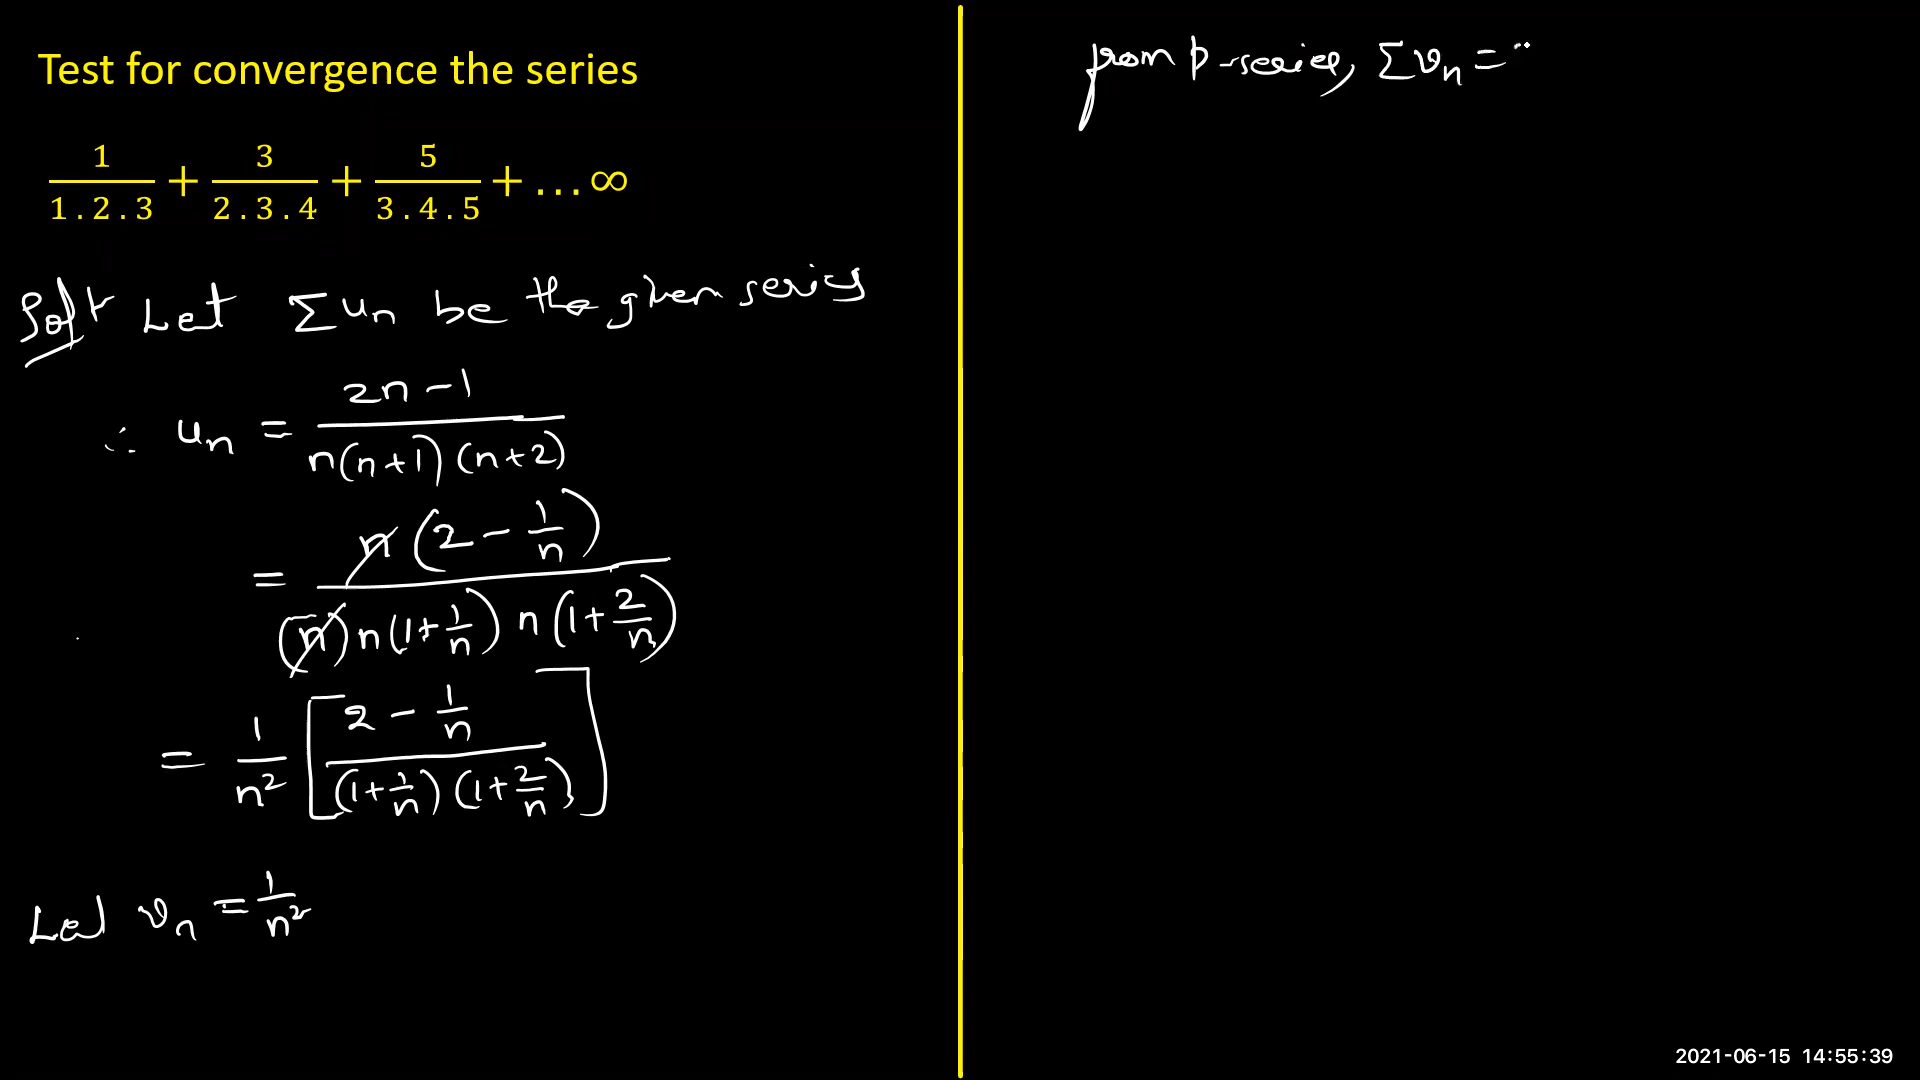 Test for convergence the series
1/1.2.3 + 3/2.3.4 + 5/3.4.5 + ...∞
Sol: Let Σun be the given series
∴ un = 2n-1 / n(n+1)(n+2)
= n(2 - 1/n) / (n)n(1+1/n) n(1+2/n)
= 1/n² [2 - 1/n / (1+1/n)(1+2/n)]
Let vn = 1/n²
from p-series, Σvn =
2021-06-15 14:55:39